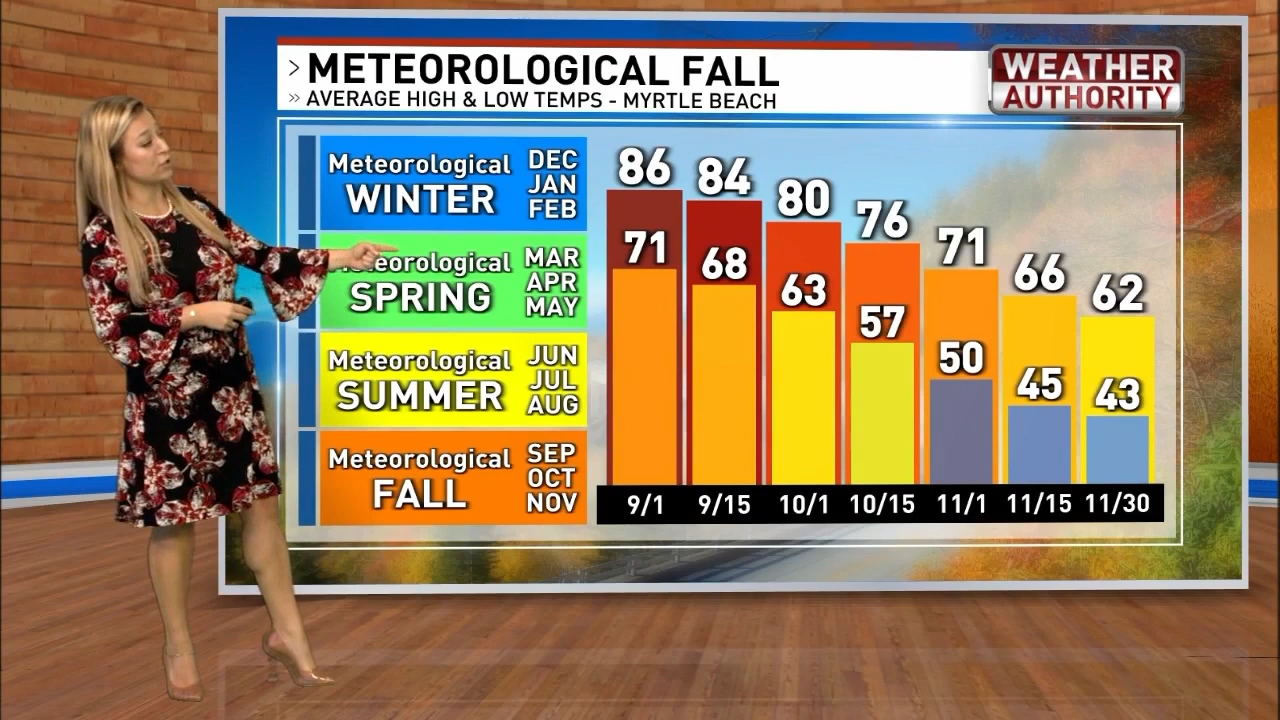 > METEOROLOGICAL FALL
» AVERAGE HIGH & LOW TEMPS - MYRTLE BEACH
WEATHER
AUTHORITY
Meteorological
WINTER
DEC
JAN
FEB
eteorological
SPRING
MAR
APR
MAY
Meteorological
SUMMER
JUN
JUL
AUG
Meteorological
FALL
SEP
OCT
NOV
86 84 80 76 71 66 62
71 68 63 57 50 45 43
9/1 9/15 10/1 10/15 11/1 11/15 11/30